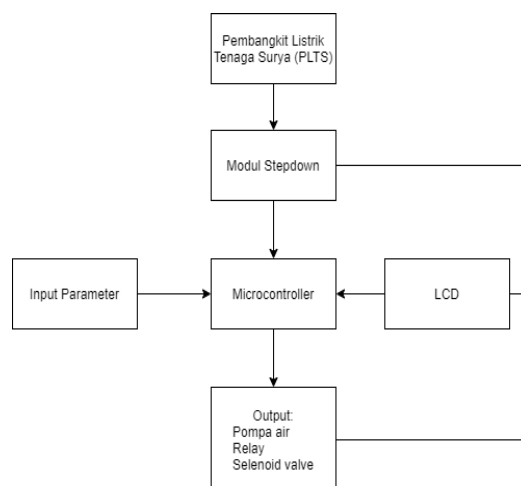 Pembangkit Listrik
Tenaga Surya (PLTS)
Modul Stepdown
Input Parameter
Microcontroller
LCD
Output:
Pompa air
Relay
Selenoid valve